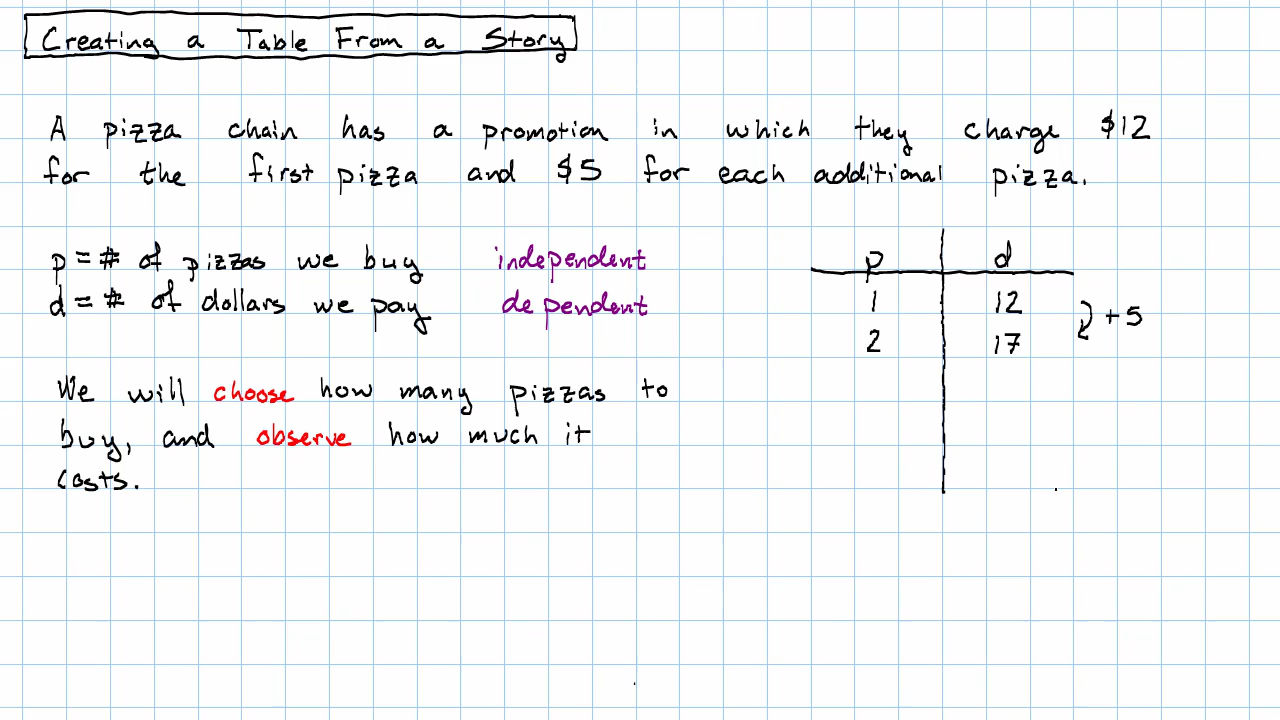 Creating a Table From a Story
A pizza chain has a promotion in which they charge $12
for the first pizza and $5 for each additional pizza.
p = # of pizzas we buy independent
d = # of dollars we pay dependent
p d
1 12
2 17
+5
We will choose how many pizzas to
buy, and observe how much it
costs.